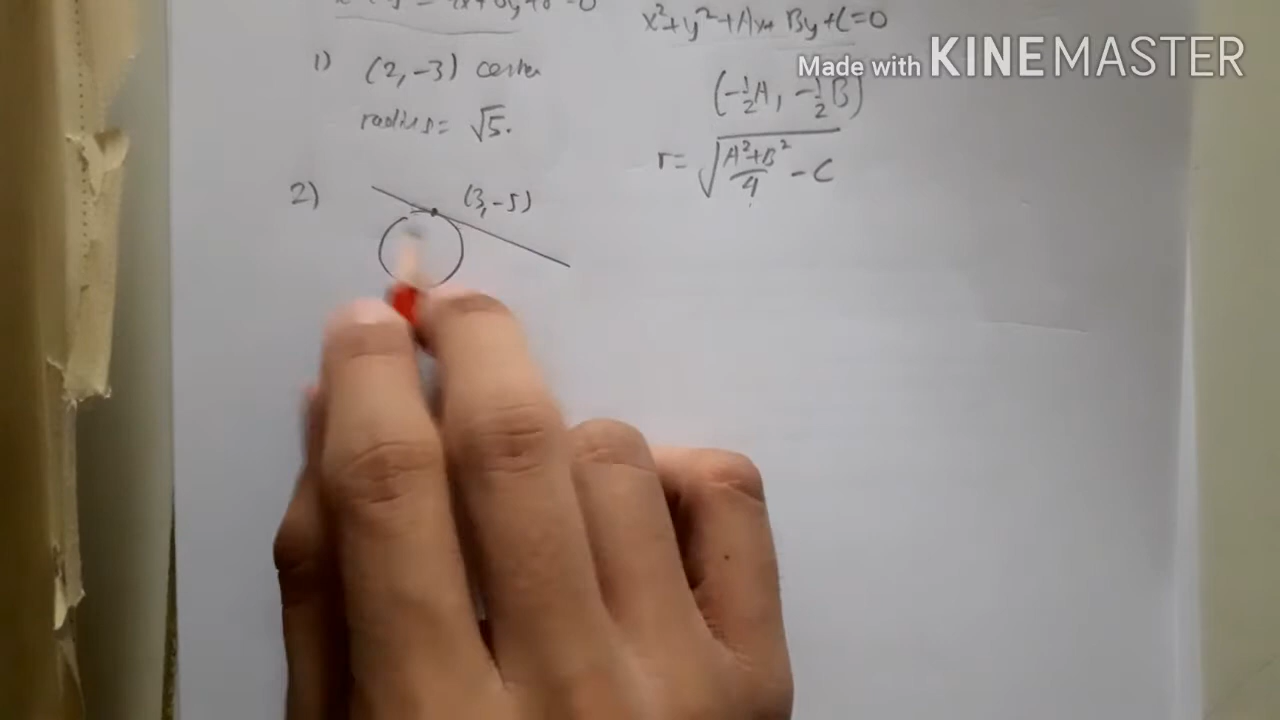 x²+y²+Ax+By+C=0
Made with KINEMASTER
1) (2,-3) center
(-½A, -½B)
radius= √5.
r= √((A²+B²)/4 - C)
2) (3,-5)